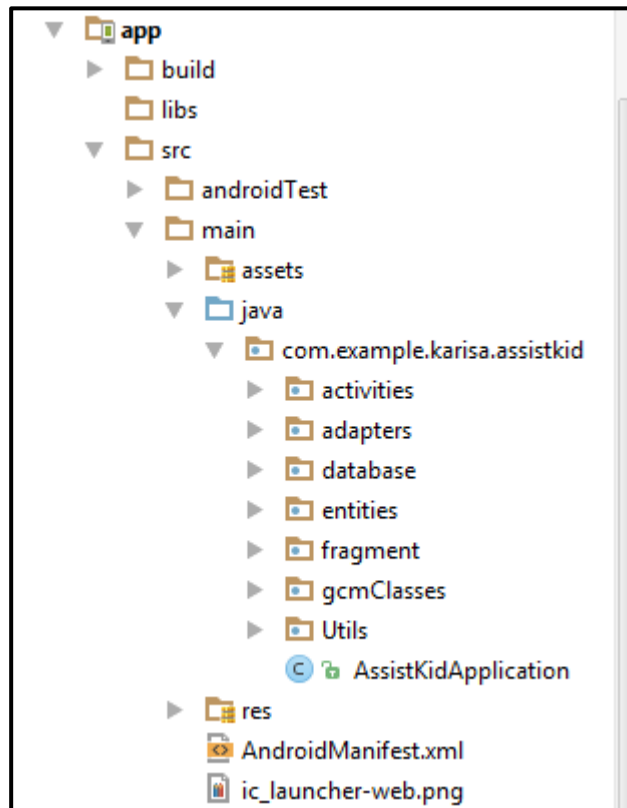 app
build
libs
src
androidTest
main
assets
java
com.example.karisa.assistkid
activities
adapters
database
entities
fragment
gcmClasses
Utils
C AssistKidApplication
res
AndroidManifest.xml
ic_launcher-web.png